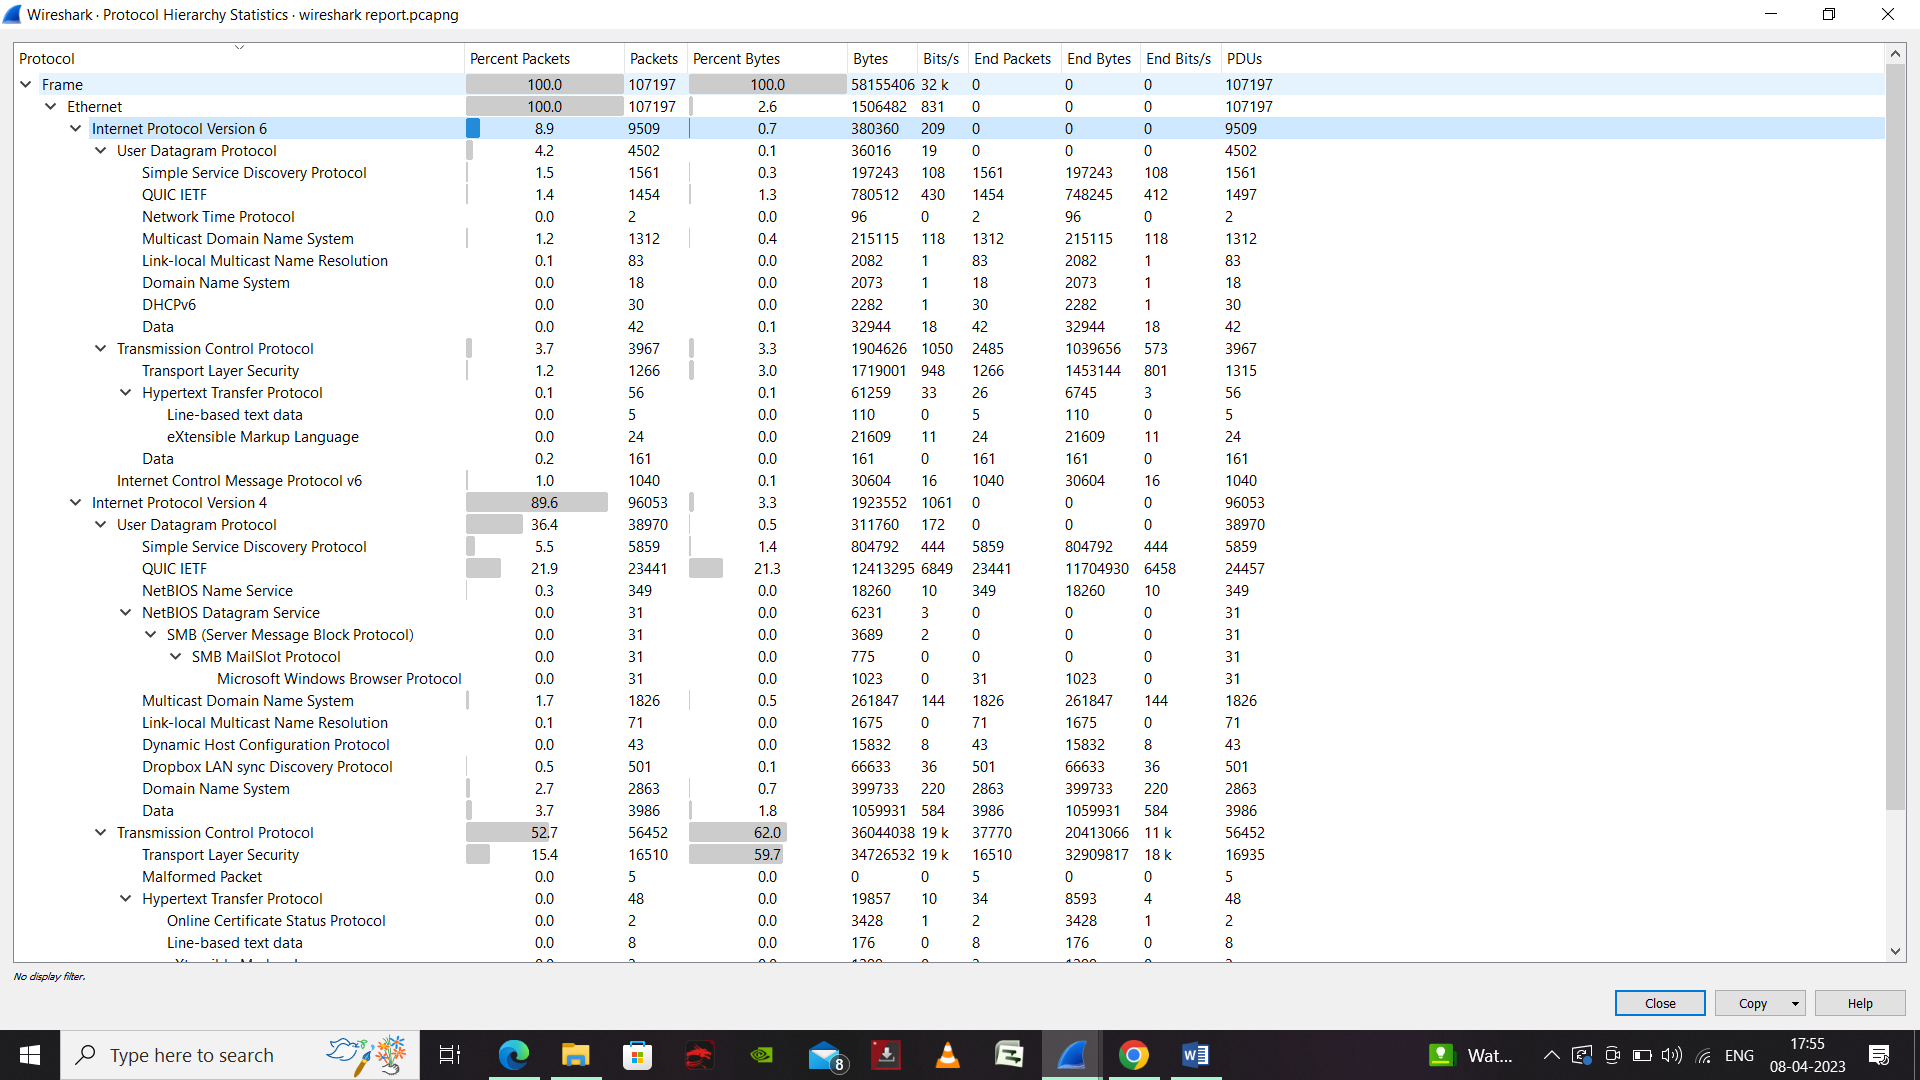 Wireshark · Protocol Hierarchy Statistics · wireshark report.pcapng
Protocol Percent Packets Packets Percent Bytes Bytes Bits/s End Packets End Bytes End Bits/s PDUs
Frame 100.0 107197 100.0 58155406 32 k 0 0 0 107197
Ethernet 100.0 107197 2.6 1506482 831 0 0 0 107197
Internet Protocol Version 6 8.9 9509 0.7 380360 209 0 0 0 9509
User Datagram Protocol 4.2 4502 0.1 36016 19 0 0 0 4502
Simple Service Discovery Protocol 1.5 1561 0.3 197243 108 1561 197243 108 1561
QUIC IETF 1.4 1454 1.3 780512 430 1454 748245 412 1497
Network Time Protocol 0.0 2 0.0 96 0 2 96 0 2
Multicast Domain Name System 1.2 1312 0.4 215115 118 1312 215115 118 1312
Link-local Multicast Name Resolution 0.1 83 0.0 2082 1 83 2082 1 83
Domain Name System 0.0 18 0.0 2073 1 18 2073 1 18
DHCPv6 0.0 30 0.0 2282 1 30 2282 1 30
Data 0.0 42 0.1 32944 18 42 32944 18 42
Transmission Control Protocol 3.7 3967 3.3 1904626 1050 2485 1039656 573 3967
Transport Layer Security 1.2 1266 3.0 1719001 948 1266 1453144 801 1315
Hypertext Transfer Protocol 0.1 56 0.1 61259 33 26 6745 3 56
Line-based text data 0.0 5 0.0 110 0 5 110 0 5
eXtensible Markup Language 0.0 24 0.0 21609 11 24 21609 11 24
Data 0.2 161 0.0 161 0 161 161 0 161
Internet Control Message Protocol v6 1.0 1040 0.1 30604 16 1040 30604 16 1040
Internet Protocol Version 4 89.6 96053 3.3 1923552 1061 0 0 0 96053
User Datagram Protocol 36.4 38970 0.5 311760 172 0 0 0 38970
Simple Service Discovery Protocol 5.5 5859 1.4 804792 444 5859 804792 444 5859
QUIC IETF 21.9 23441 21.3 12413295 6849 23441 11704930 6458 24457
NetBIOS Name Service 0.3 349 0.0 18260 10 349 18260 10 349
NetBIOS Datagram Service 0.0 31 0.0 6231 3 0 0 0 31
SMB (Server Message Block Protocol) 0.0 31 0.0 3689 2 0 0 0 31
SMB MailSlot Protocol 0.0 31 0.0 775 0 0 0 0 31
Microsoft Windows Browser Protocol 0.0 31 0.0 1023 0 31 1023 0 31
Multicast Domain Name System 1.7 1826 0.5 261847 144 1826 261847 144 1826
Link-local Multicast Name Resolution 0.1 71 0.0 1675 0 71 1675 0 71
Dynamic Host Configuration Protocol 0.0 43 0.0 15832 8 43 15832 8 43
Dropbox LAN sync Discovery Protocol 0.5 501 0.1 66633 36 501 66633 36 501
Domain Name System 2.7 2863 0.7 399733 220 2863 399733 220 2863
Data 3.7 3986 1.8 1059931 584 3986 1059931 584 3986
Transmission Control Protocol 52.7 56452 62.0 36044038 19 k 37770 20413066 11 k 56452
Transport Layer Security 15.4 16510 59.7 34726532 19 k 16510 32909817 18 k 16935
Malformed Packet 0.0 5 0.0 0 0 5 0 0 5
Hypertext Transfer Protocol 0.0 48 0.0 19857 10 34 8593 4 48
Online Certificate Status Protocol 0.0 2 0.0 3428 1 2 3428 1 2
Line-based text data 0.0 8 0.0 176 0 8 176 0 8
No display filter.
Close Copy Help
Type here to search
8
Wat...
ENG
17:55
08-04-2023